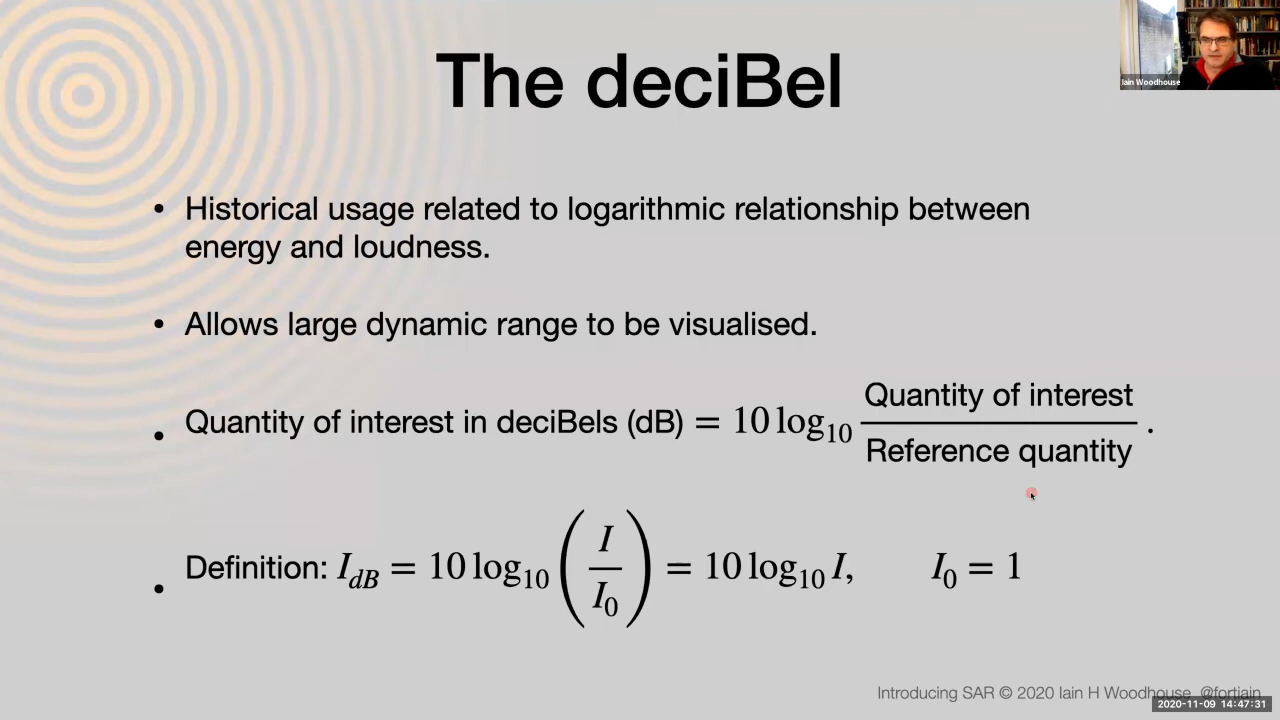 The deciBel
Iain Woodhouse
• Historical usage related to logarithmic relationship between
energy and loudness.
• Allows large dynamic range to be visualised.
• Quantity of interest in deciBels (dB) = 10 log₁₀ Quantity of interest / Reference quantity .
• Definition: I_dB = 10 log₁₀ (I / I₀) = 10 log₁₀ I, I₀ = 1
Introducing SAR © 2020 Iain H Woodhouse @fortiain
2020-11-09 14:47:31